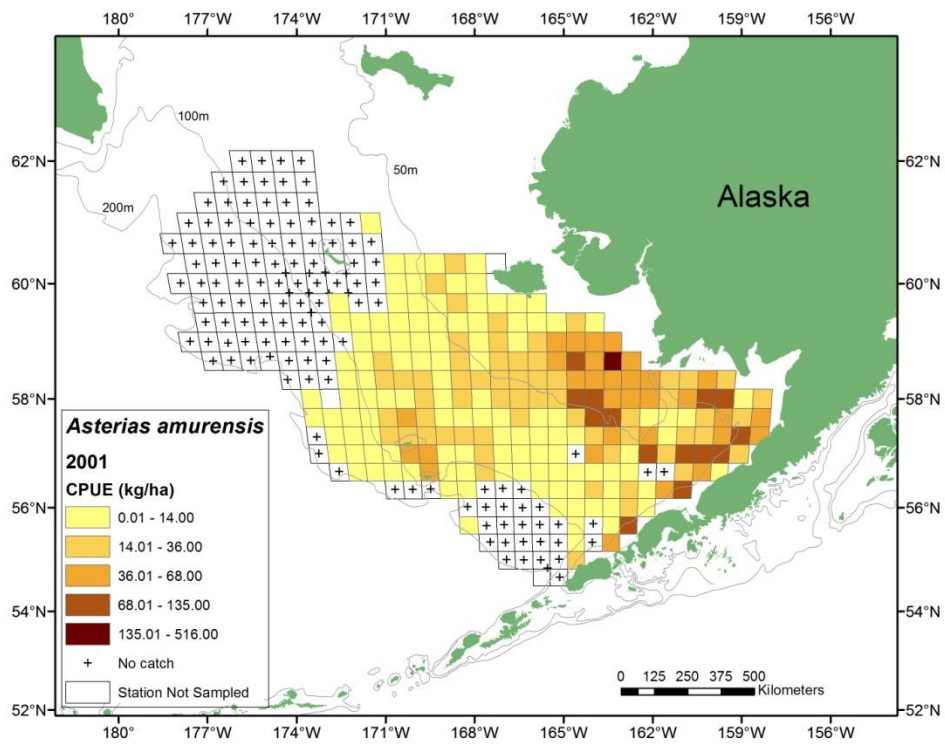 180° 177°W 174°W 171°W 168°W 165°W 162°W 159°W 156°W
100m
62°N 62°N
50m
200m
Alaska
60°N 60°N
58°N 58°N
Asterias amurensis
2001
CPUE (kg/ha)
0.01 - 14.00
14.01 - 36.00
36.01 - 68.00
68.01 - 135.00
135.01 - 516.00
+ No catch
Station Not Sampled
56°N 56°N
54°N 54°N
0 125 250 375 500
Kilometers
52°N 52°N
180° 177°W 174°W 171°W 168°W 165°W 162°W 159°W 156°W